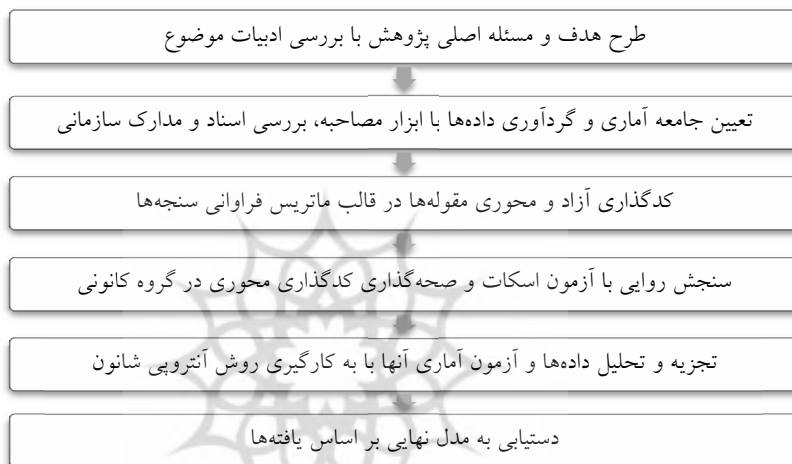 طرح هدف و مسئله اصلی پژوهش با بررسی ادبیات موضوع
تعیین جامعه آماری و گردآوری داده‌ها با ابزار مصاحبه، بررسی اسناد و مدارک سازمانی
کدگذاری آزاد و محوری مقوله‌ها در قالب ماتریس فراوانی سنجه‌ها
سنجش روایی با آزمون اسکات و صحه‌گذاری کدگذاری محوری در گروه کانونی
تجزیه و تحلیل داده‌ها و آزمون آماری آنها با به کارگیری روش آنتروپی شانون
دستیابی به مدل نهایی بر اساس یافته‌ها